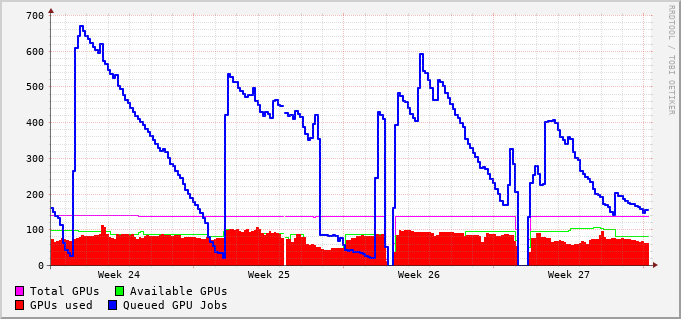 700
600
500
400
300
200
100
0
Week 24 Week 25 Week 26 Week 27
Total GPUs Available GPUs
GPUs used Queued GPU Jobs
RRDTOOL / TOBI OETIKER